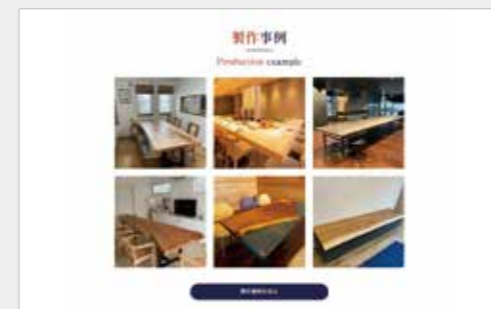 製作事例
Production example